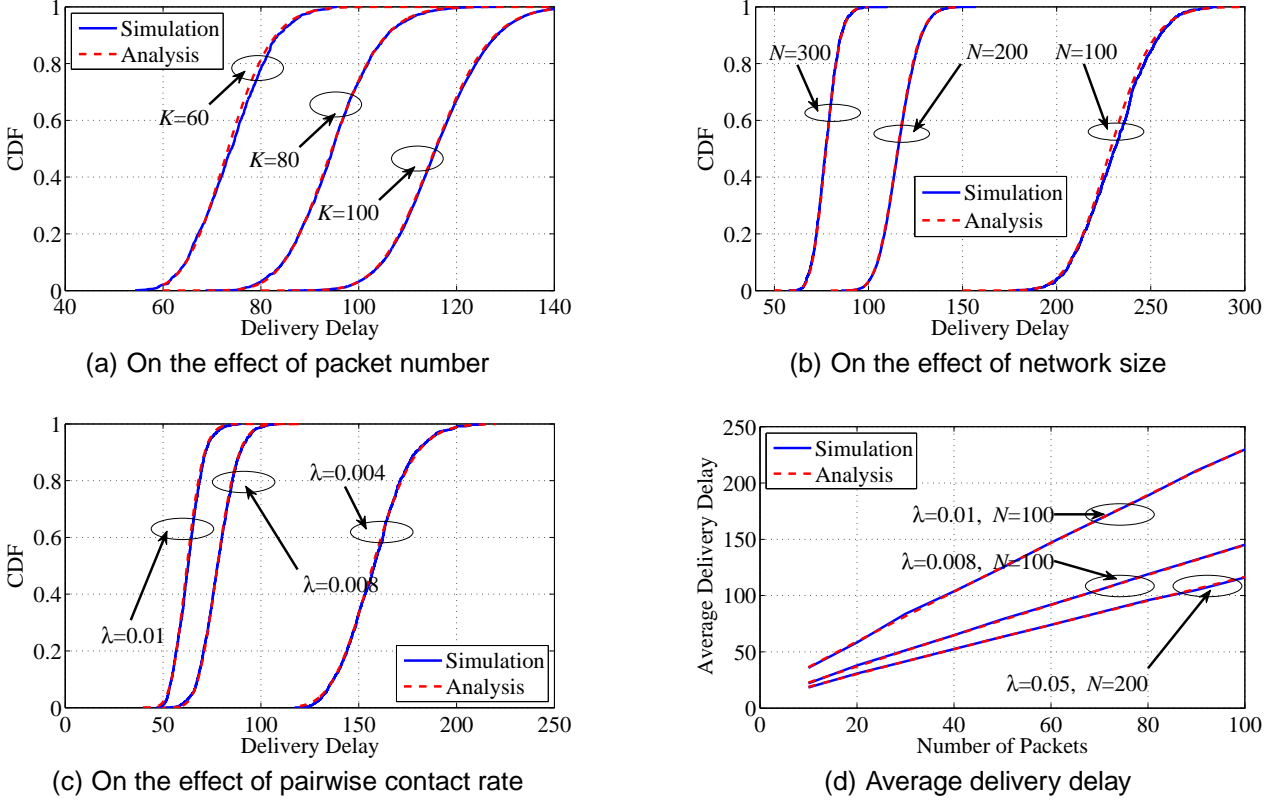 1
0.8
0.6
0.4
0.2
0
CDF
Simulation
Analysis
K=60
K=80
K=100
40
60
80
100
120
140
Delivery Delay
(a) On the effect of packet number
1
0.8
0.6
0.4
0.2
0
CDF
N=300
N=200
N=100
Simulation
Analysis
50
100
150
200
250
300
Delivery Delay
(b) On the effect of network size
1
0.8
0.6
0.4
0.2
0
CDF
λ=0.004
λ=0.008
λ=0.01
Simulation
Analysis
0
50
100
150
200
250
Delivery Delay
(c) On the effect of pairwise contact rate
250
200
150
100
50
0
Average Delivery Delay
Simulation
Analysis
λ=0.01, N=100
λ=0.008, N=100
λ=0.05, N=200
0
20
40
60
80
100
Number of Packets
(d) Average delivery delay